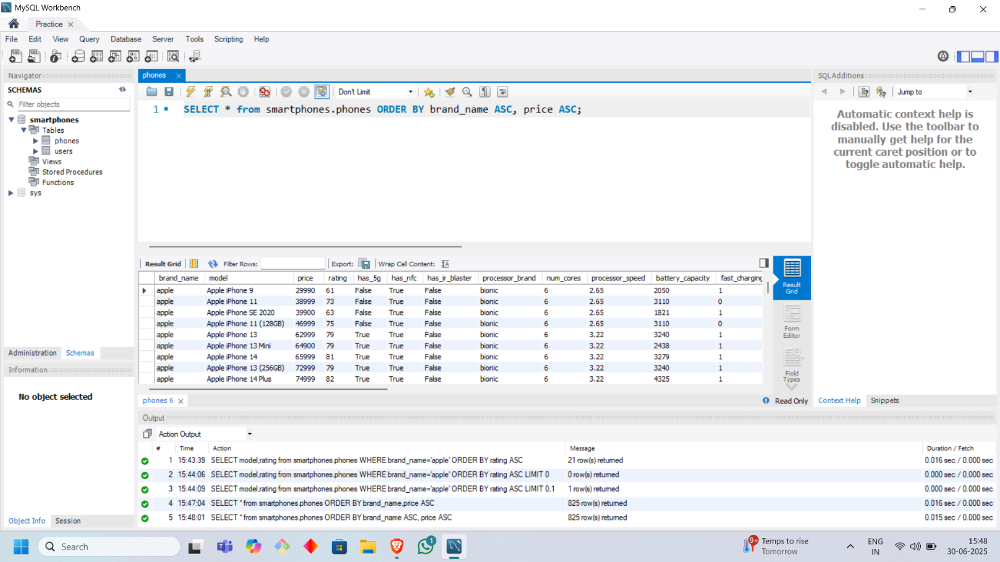 MySQL Workbench
Practice
File Edit View Query Database Server Tools Scripting Help
Navigator
SCHEMAS
Filter objects
smartphones
Tables
phones
users
Views
Stored Procedures
Functions
sys
Administration Schemas
Information
No object selected
Object Info Session
phones
Don't Limit
1 SELECT * from smartphones.phones ORDER BY brand_name ASC, price ASC;
SQLAdditions
Jump to
Automatic context help is
disabled. Use the toolbar to
manually get help for the
current caret position or to
toggle automatic help.
Result Grid Filter Rows: Export: Wrap Cell Content:
brand_name model price rating has_5g has_nfc has_ir_blaster processor_brand num_cores processor_speed battery_capacity fast_charging
apple Apple iPhone 9 29990 61 False True False bionic 6 2.65 2050 1
apple Apple iPhone 11 38999 73 False True False bionic 6 2.65 3110 0
apple Apple iPhone SE 2020 39900 63 False True False bionic 6 2.65 1821 1
apple Apple iPhone 11 (128GB) 46999 75 False True False bionic 6 2.65 3110 0
apple Apple iPhone 13 62999 79 True True False bionic 6 3.22 3240 1
apple Apple iPhone 13 Mini 64900 79 True True False bionic 6 3.22 2438 1
apple Apple iPhone 14 65999 81 True True False bionic 6 3.22 3279 1
apple Apple iPhone 13 (256GB) 72999 79 True True False bionic 6 3.22 3240 1
apple Apple iPhone 14 Plus 74999 82 True True False bionic 6 3.22 4325 1
Result
Grid
Form
Editor
Field
Types
phones 6
Read Only
Context Help Snippets
Output
Action Output
# Time Action Message Duration / Fetch
1 15:43:39 SELECT model,rating from smartphones.phones WHERE brand_name='apple' ORDER BY rating ASC 21 row(s) returned 0.016 sec / 0.000 sec
2 15:44:06 SELECT model,rating from smartphones.phones WHERE brand_name='apple' ORDER BY rating ASC LIMIT 0 0 row(s) returned 0.000 sec / 0.000 sec
3 15:44:09 SELECT model,rating from smartphones.phones WHERE brand_name='apple' ORDER BY rating ASC LIMIT 0,1 1 row(s) returned 0.000 sec / 0.000 sec
4 15:47:04 SELECT * from smartphones.phones ORDER BY brand_name,price ASC 825 row(s) returned 0.016 sec / 0.000 sec
5 15:48:01 SELECT * from smartphones.phones ORDER BY brand_name ASC, price ASC 825 row(s) returned 0.015 sec / 0.000 sec
Search
1
9+
Temps to rise
Tomorrow
ENG
IN
15:48
30-06-2025